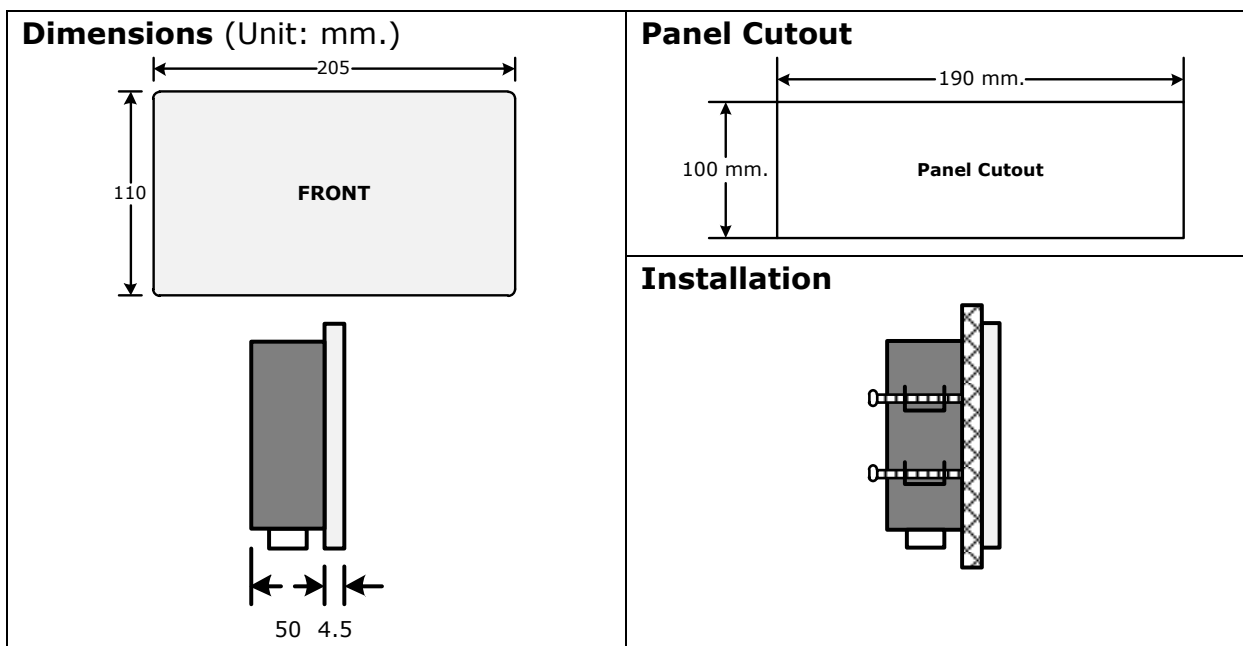 Dimensions (Unit: mm.)
205
110
FRONT
50 4.5
Panel Cutout
190 mm.
100 mm.
Panel Cutout
Installation